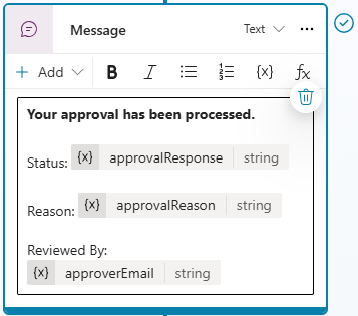 Message Text ...
+ Add B I {x} fx
Your approval has been processed.
Status: {x} approvalResponse string
Reason: {x} approvalReason string
Reviewed By:
{x} approverEmail string